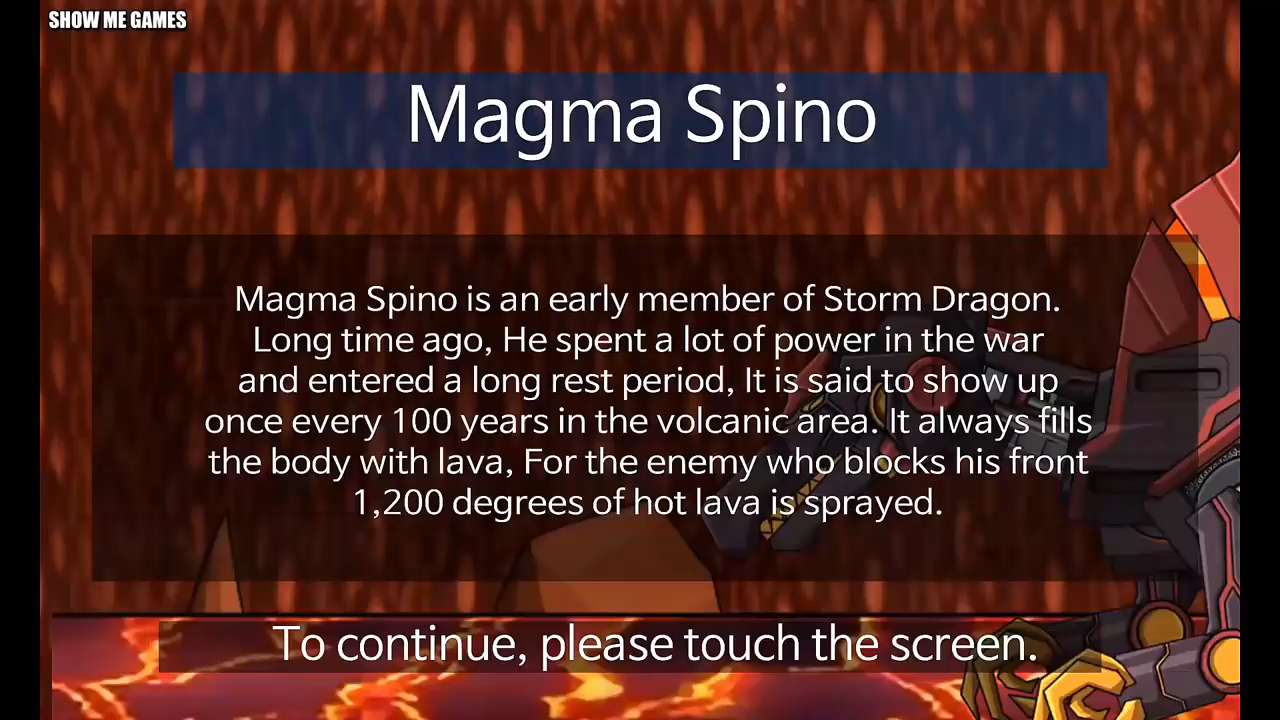 SHOW ME GAMES
Magma Spino
Magma Spino is an early member of Storm Dragon.
Long time ago, He spent a lot of power in the war
and entered a long rest period, It is said to show up
once every 100 years in the volcanic area. It always fills
the body with lava, For the enemy who blocks his front
1,200 degrees of hot lava is sprayed.
To continue, please touch the screen.